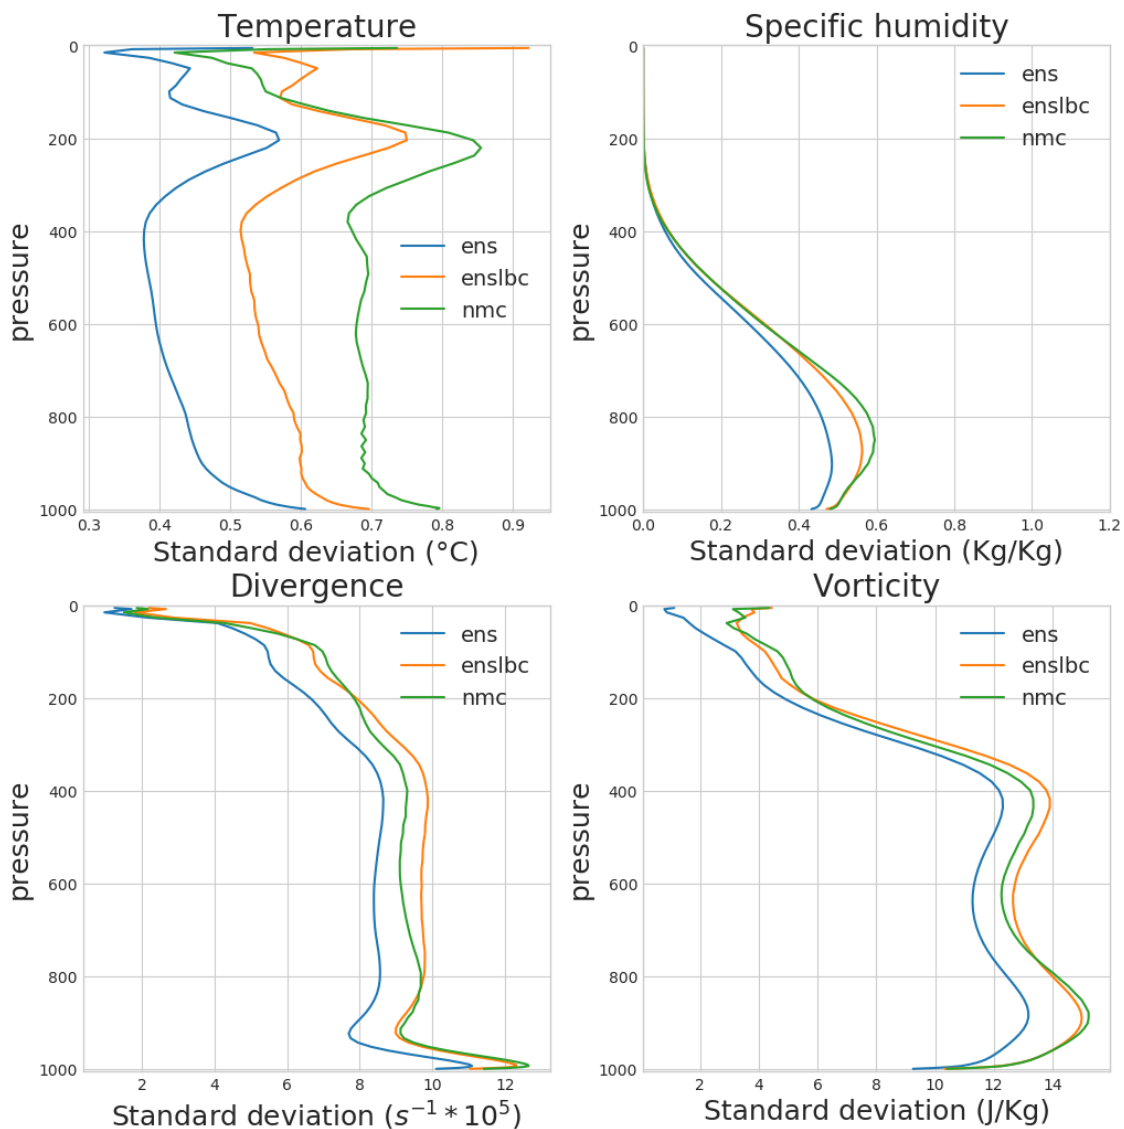 Temperature
0
200
400
600
800
1000
0.3 0.4 0.5 0.6 0.7 0.8 0.9
pressure
Standard deviation (°C)
ens
enslbc
nmc
Specific humidity
0
200
400
600
800
1000
0.0 0.2 0.4 0.6 0.8 1.0 1.2
pressure
Standard deviation (Kg/Kg)
ens
enslbc
nmc
Divergence
0
200
400
600
800
1000
2 4 6 8 10 12
pressure
Standard deviation (s⁻¹ * 10⁵)
ens
enslbc
nmc
Vorticity
0
200
400
600
800
1000
2 4 6 8 10 12 14
pressure
Standard deviation (J/Kg)
ens
enslbc
nmc